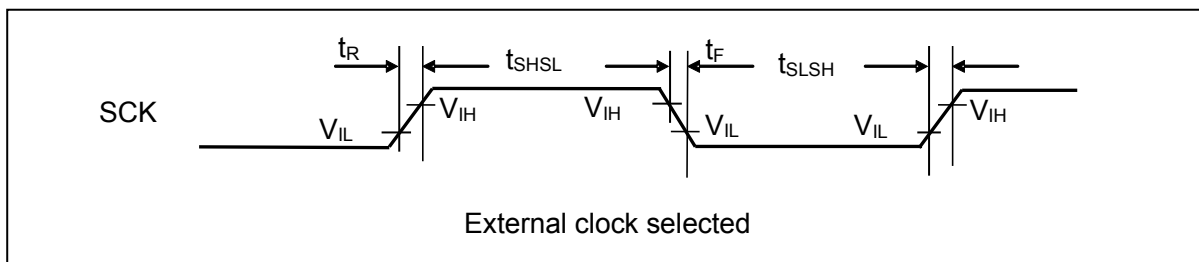 tR tSHSL tF tSLSH
SCK VIL VIH VIH VIL VIL VIH
External clock selected